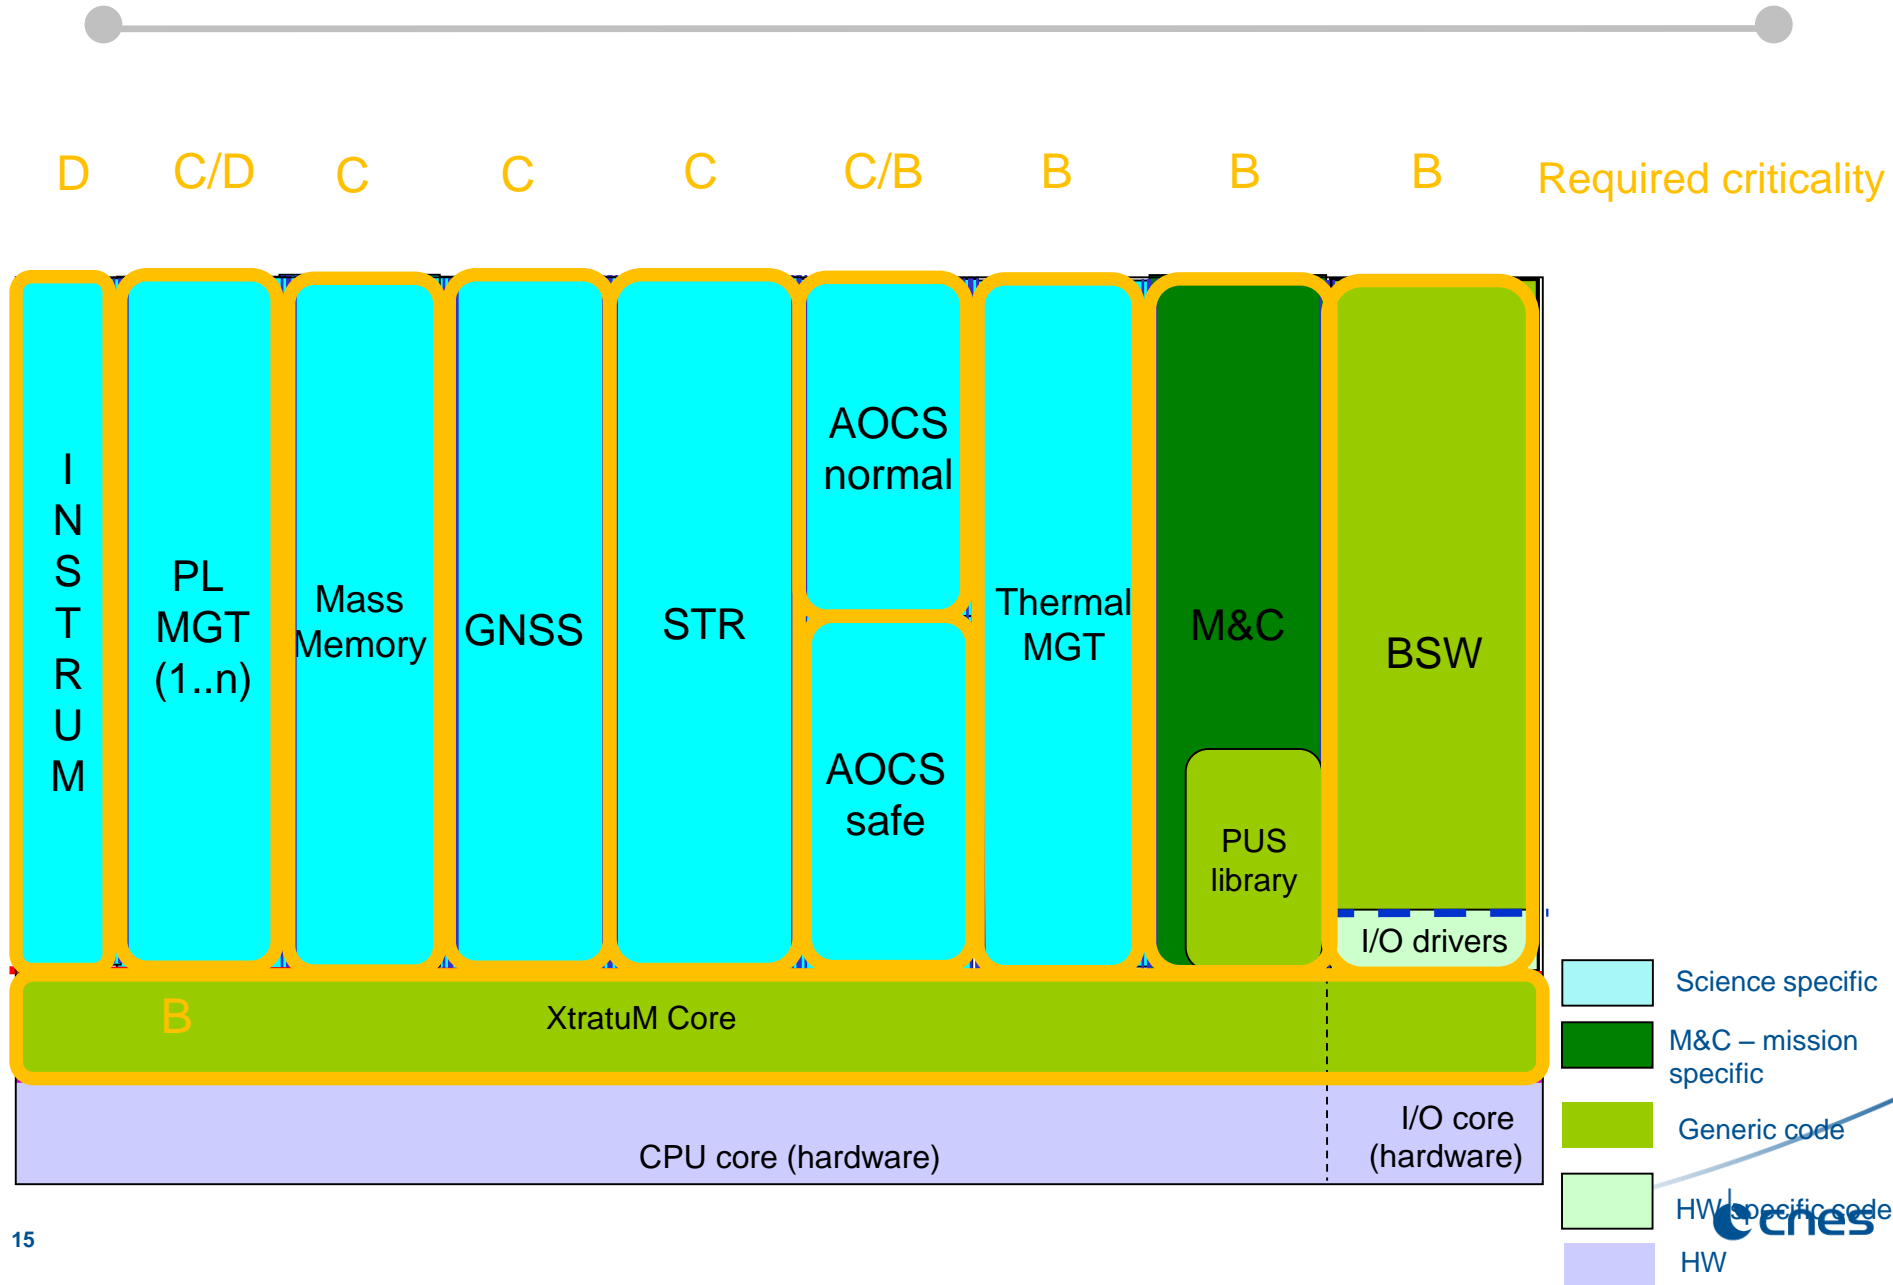 D C/D C C C C/B B B B Required criticality
I
N
S
T
R
U
M
PL
MGT
(1..n)
Mass
Memory
GNSS
STR
AOCS
normal
AOCS
safe
Thermal
MGT
M&C
PUS
library
BSW
I/O drivers
B
XtratuM Core
CPU core (hardware)
I/O core
(hardware)
Science specific
M&C – mission
specific
Generic code
HW specific code
HW
cnes
15